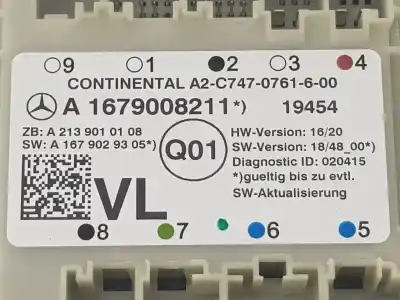 9 1 2 3 4
CONTINENTAL A2-C747-0761-6-00
A 1679008211*) 19454
ZB: A 213 901 01 08
SW: A 167 902 93 05*)
Q01
HW-Version: 16/20
SW-Version: 18/48_00*)
Diagnostic ID: 020415
*)gueltig bis zu evtl.
SW-Aktualisierung
VL
8 7 6 5